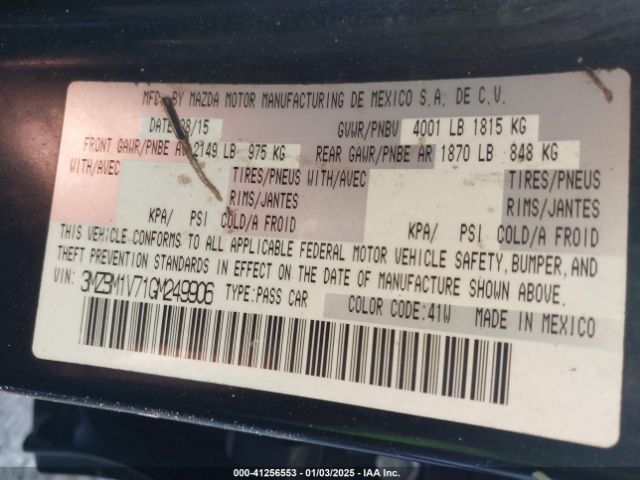 MFD. BY MAZDA MOTOR MANUFACTURING DE MEXICO S.A. DE C.V.
DATE 08/15 GVWR/PNBV 4001 LB 1815 KG
FRONT GAWR/PNBE AV 2149 LB 975 KG REAR GAWR/PNBE AR 1870 LB 848 KG
WITH/AVEC TIRES/PNEUS WITH/AVEC TIRES/PNEUS
RIMS/JANTES RIMS/JANTES
KPA/ PSI COLD/A FROID KPA/ PSI COLD/A FROID
THIS VEHICLE CONFORMS TO ALL APPLICABLE FEDERAL MOTOR VEHICLE SAFETY, BUMPER, AND
THEFT PREVENTION STANDARDS IN EFFECT ON THE DATE OF MANUFACTURE SHOWN ABOVE.
VIN: 3MZBM1V71GM249906 TYPE:PASS CAR COLOR CODE:41W MADE IN MEXICO
000-41256553 — 01/03/2025 — IAA Inc.